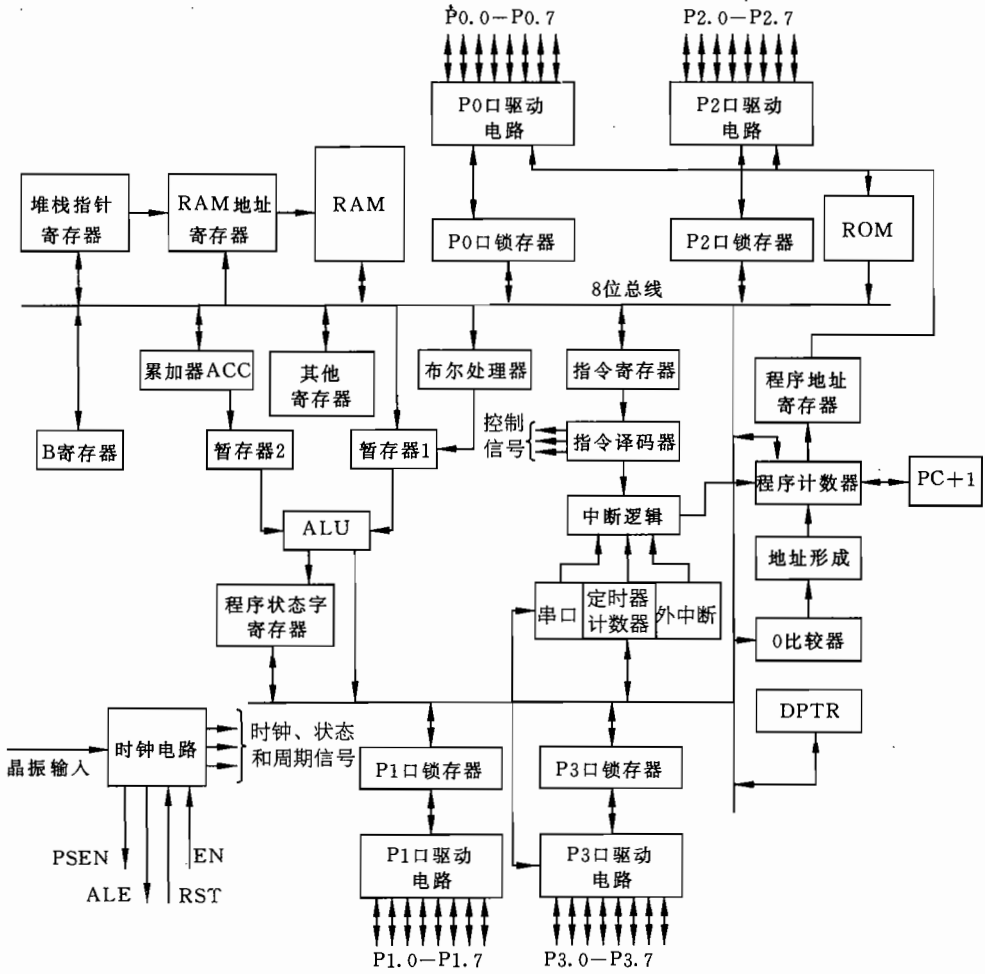 P0.0—P0.7
P2.0—P2.7
P0口驱动
电路
P2口驱动
电路
堆栈指针
寄存器
RAM地址
寄存器
RAM
P0口锁存器
P2口锁存器
ROM
8位总线
累加器ACC
其他
寄存器
布尔处理器
指令寄存器
程序地址
寄存器
B寄存器
暂存器2
暂存器1
控制
信号
指令译码器
程序计数器
PC+1
ALU
中断逻辑
地址形成
程序状态字
寄存器
串口
定时器
计数器
外中断
0比较器
DPTR
时钟电路
时钟、状态
和周期信号
晶振输入
P1口锁存器
P3口锁存器
PSEN
EN
ALE
RST
P1口驱动
电路
P3口驱动
电路
P1.0—P1.7
P3.0—P3.7